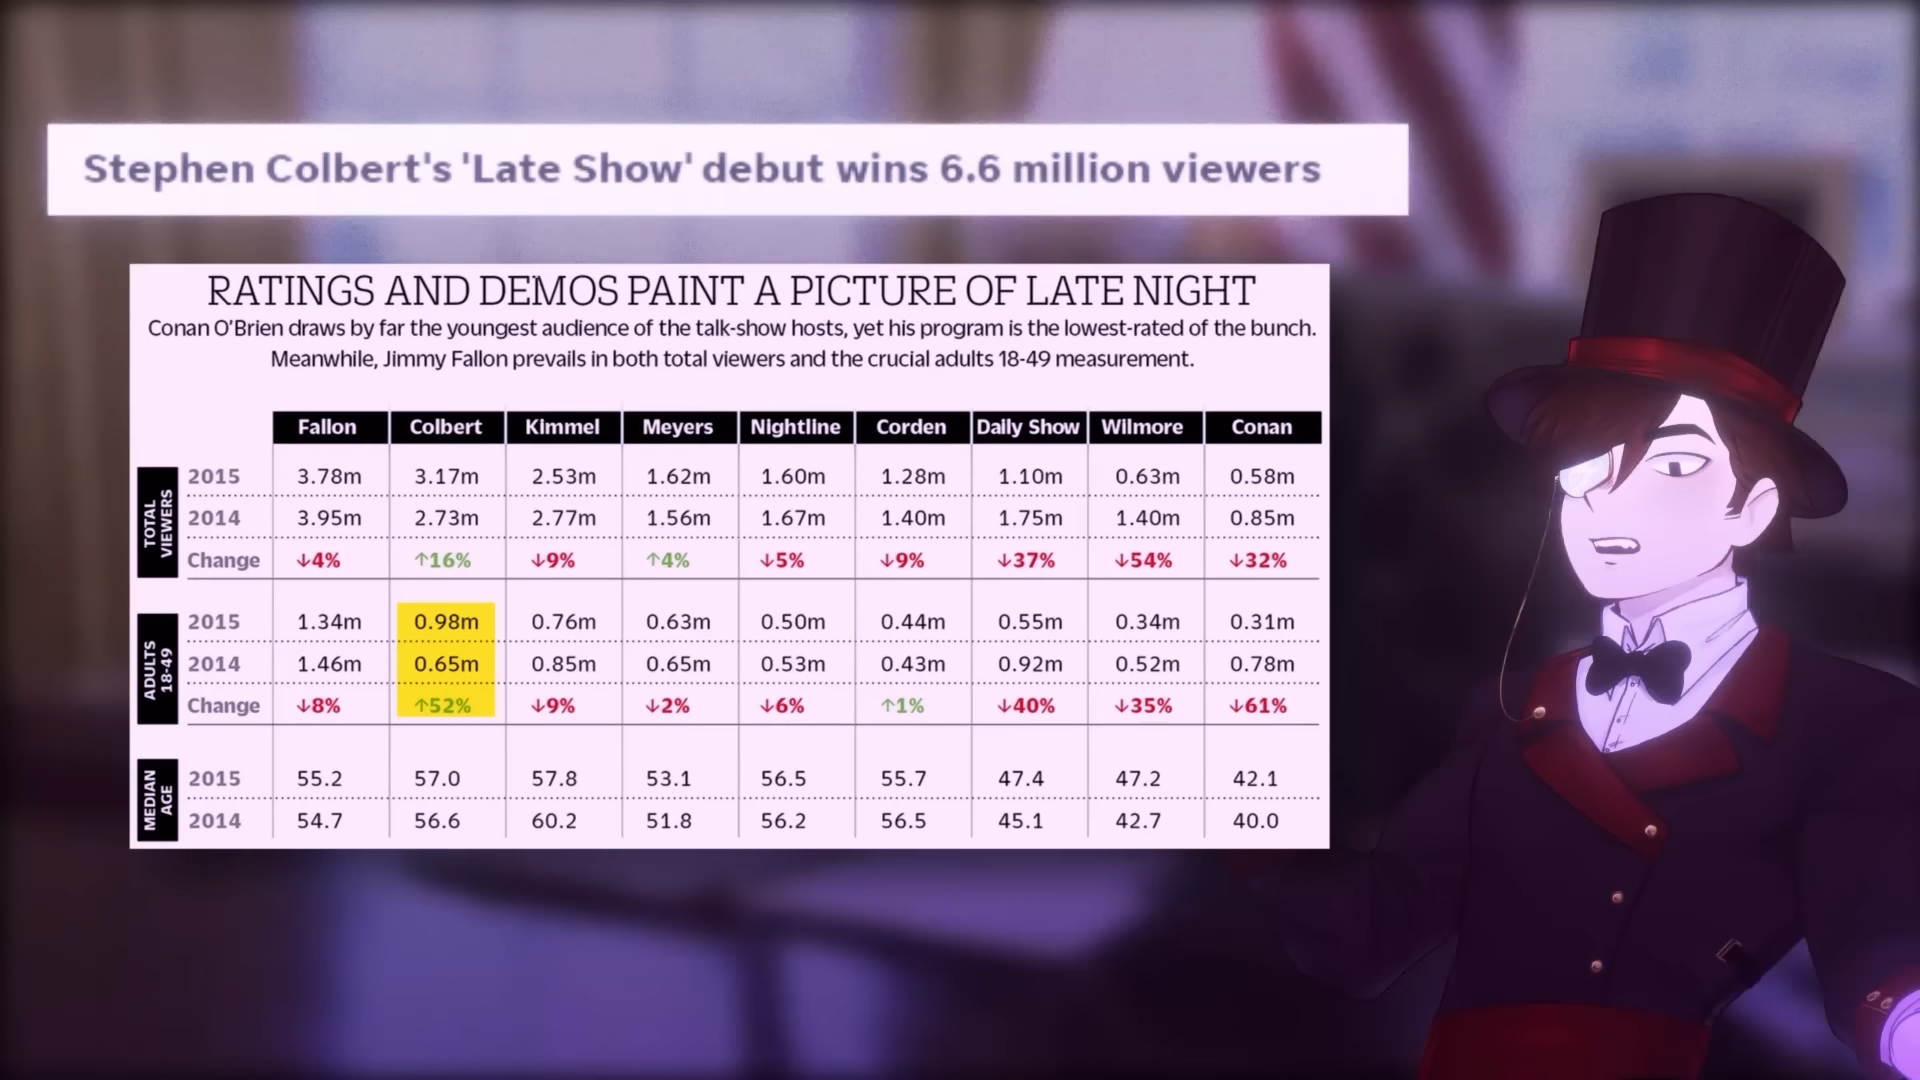 Stephen Colbert's 'Late Show' debut wins 6.6 million viewers
RATINGS AND DEMOS PAINT A PICTURE OF LATE NIGHT
Conan O'Brien draws by far the youngest audience of the talk-show hosts, yet his program is the lowest-rated of the bunch.
Meanwhile, Jimmy Fallon prevails in both total viewers and the crucial adults 18-49 measurement.
Fallon Colbert Kimmel Meyers Nightline Corden Daily Show Wilmore Conan
TOTAL
VIEWERS
2015 3.78m 3.17m 2.53m 1.62m 1.60m 1.28m 1.10m 0.63m 0.58m
2014 3.95m 2.73m 2.77m 1.56m 1.67m 1.40m 1.75m 1.40m 0.85m
Change ↓4% ↑16% ↓9% ↑4% ↓5% ↓9% ↓37% ↓54% ↓32%
ADULTS
18-49
2015 1.34m 0.98m 0.76m 0.63m 0.50m 0.44m 0.55m 0.34m 0.31m
2014 1.46m 0.65m 0.85m 0.65m 0.53m 0.43m 0.92m 0.52m 0.78m
Change ↓8% ↑52% ↓9% ↓2% ↓6% ↑1% ↓40% ↓35% ↓61%
MEDIAN
AGE
2015 55.2 57.0 57.8 53.1 56.5 55.7 47.4 47.2 42.1
2014 54.7 56.6 60.2 51.8 56.2 56.5 45.1 42.7 40.0